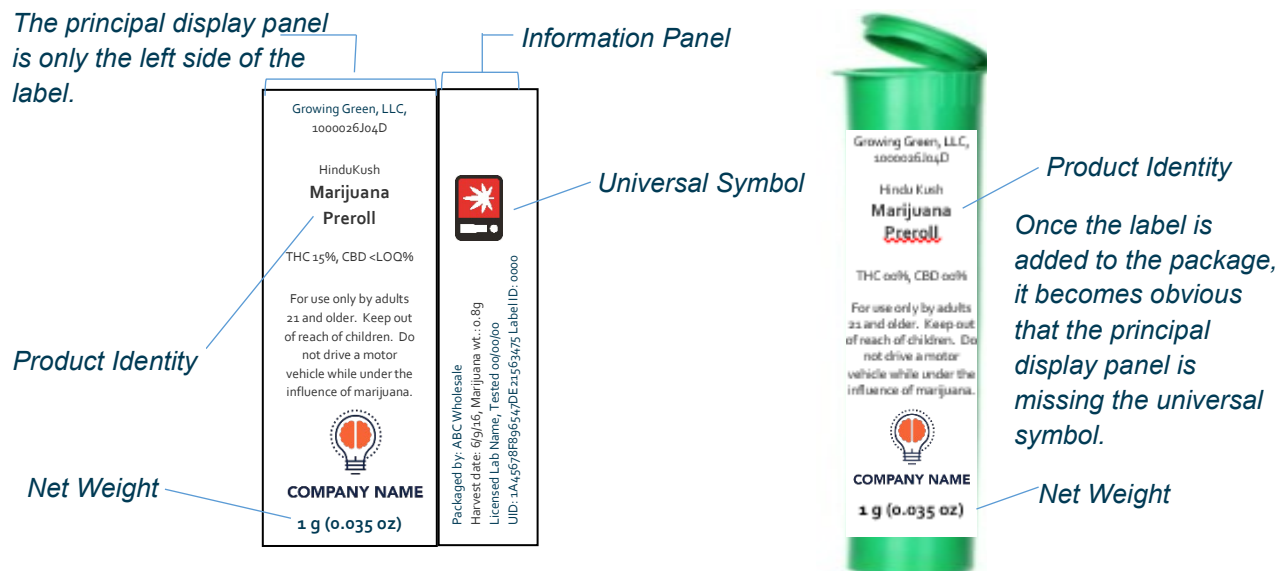 The principal display panel
is only the left side of the
label.
Information Panel
Growing Green, LLC,
1000026J04D
HinduKush
Marijuana
Preroll
THC 15%, CBD <LOQ%
For use only by adults
21 and older. Keep out
of reach of children. Do
not drive a motor
vehicle while under the
influence of marijuana.
COMPANY NAME
1 g (0.035 oz)
Product Identity
Net Weight
Universal Symbol
Packaged by: ABC Wholesale
Harvest date: 6/9/16, Marijuana wt.: 0.8g
Licensed Lab Name, Tested 00/00/00
UID: 1A45678F896547DE21563475 Label ID: 0000
Growing Green, LLC,
1000026J04D
Hindu Kush
Marijuana
Preroll
THC 00%, CBD 00%
For use only by adults
21 and older. Keep out
of reach of children. Do
not drive a motor
vehicle while under the
influence of marijuana.
COMPANY NAME
1 g (0.035 oz)
Product Identity
Once the label is
added to the package,
it becomes obvious
that the principal
display panel is
missing the universal
symbol.
Net Weight